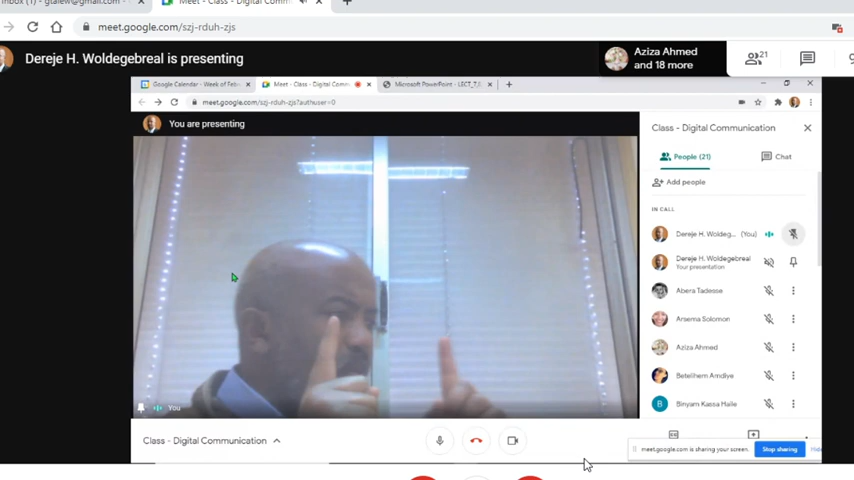 Inbox (1) - gtalew@gmail.com
Meet - Class - Digital Comm
meet.google.com/szj-rduh-zjs
Dereje H. Woldegebreal is presenting
Aziza Ahmed
and 18 more
21
Google Calendar - Week of Feb
Meet - Class - Digital Comm
Microsoft PowerPoint - LECT_7
meet.google.com/szj-rduh-zjs?authuser=0
You are presenting
Class - Digital Communication
People (21)
Chat
Add people
IN CALL
Dereje H. Woldeg... (You)
Dereje H. Woldegebreal
Your presentation
Abera Tadesse
Arsema Solomon
Aziza Ahmed
Betelihem Amdiye
B
Binyam Kassa Haile
You
Class - Digital Communication
meet.google.com is sharing your screen.
Stop sharing
Hide